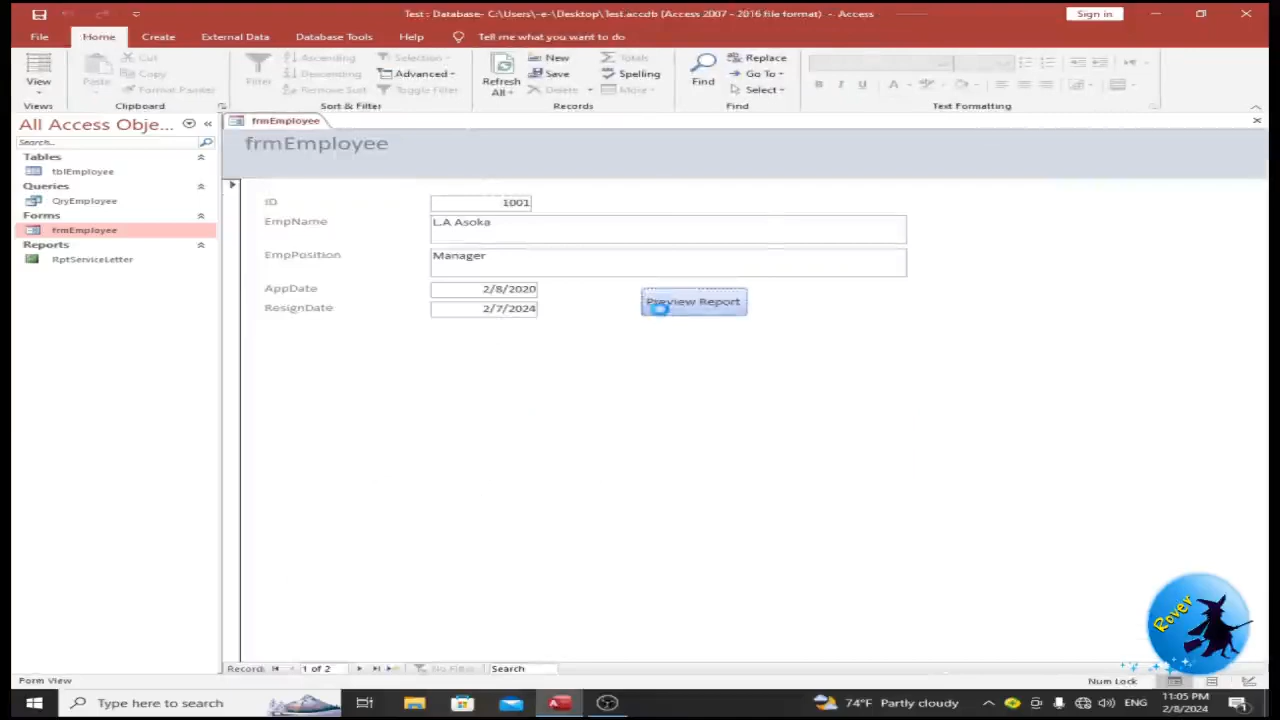 Test : Database- C:\Users\-e-\Desktop\Test.accdb (Access 2007 - 2016 file format) - Access
Sign in
File Home Create External Data Database Tools Help Tell me what you want to do
View
Views
Paste
Cut
Copy
Format Painter
Clipboard
Filter
Ascending
Descending
Remove Sort
Selection
Advanced
Toggle Filter
Sort & Filter
Refresh
All
New
Save
Delete
Totals
Spelling
More
Records
Find
Replace
Go To
Select
Find
B I U
A
Text Formatting
All Access Obje...
Search...
Tables
tblEmployee
Queries
QryEmployee
Forms
frmEmployee
Reports
RptServiceLetter
frmEmployee
frmEmployee
ID 1001
EmpName L.A Asoka
EmpPosition Manager
AppDate 2/8/2020
ResignDate 2/7/2024
Preview Report
Rover
Record: 1 of 2 No Filter Search
Form View
Num Lock
Type here to search
74°F Partly cloudy
ENG
11:05 PM
2/8/2024